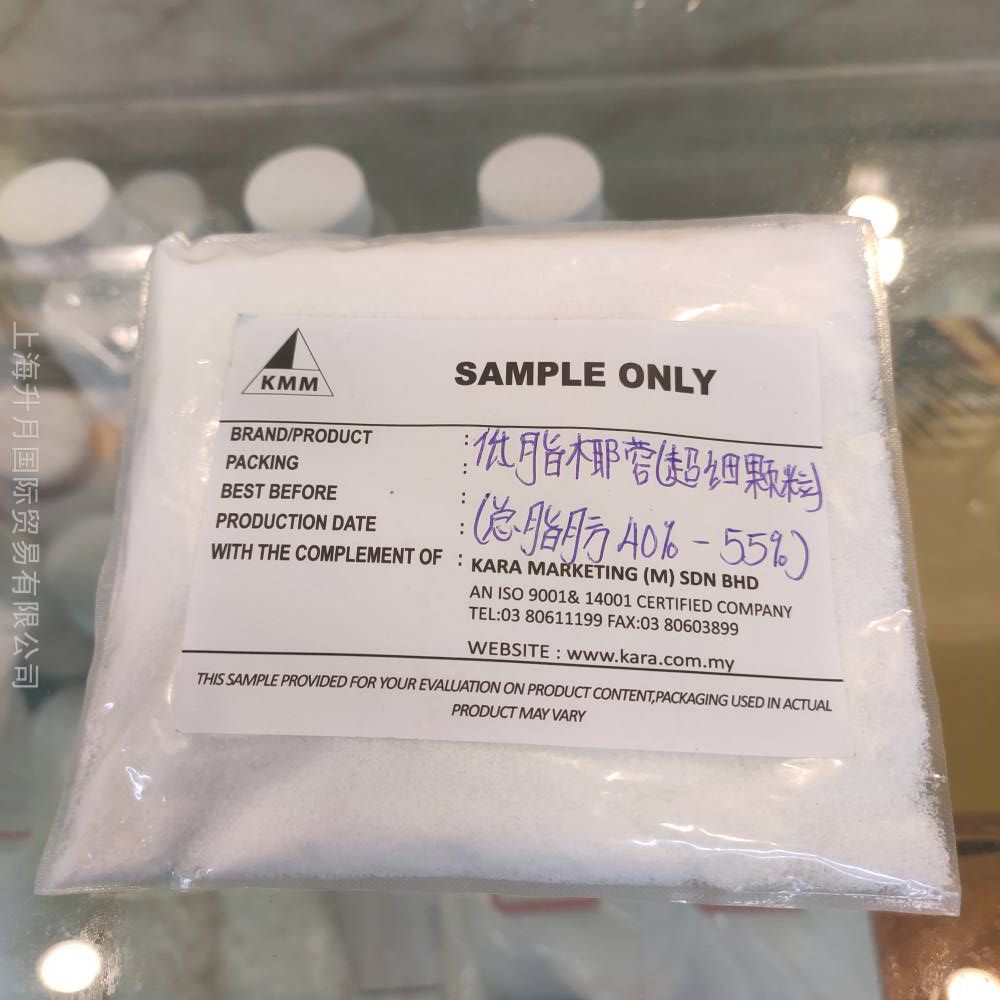 KMM
SAMPLE ONLY
BRAND/PRODUCT : 低脂椰蓉(超细颗粒)
PACKING :
BEST BEFORE : (总脂肪 40% - 55%)
PRODUCTION DATE :
WITH THE COMPLEMENT OF : KARA MARKETING (M) SDN BHD
AN ISO 9001& 14001 CERTIFIED COMPANY
TEL:03 80611199 FAX:03 80603899
WEBSITE : www.kara.com.my
THIS SAMPLE PROVIDED FOR YOUR EVALUATION ON PRODUCT CONTENT,PACKAGING USED IN ACTUAL
PRODUCT MAY VARY
上海升月国际贸易有限公司